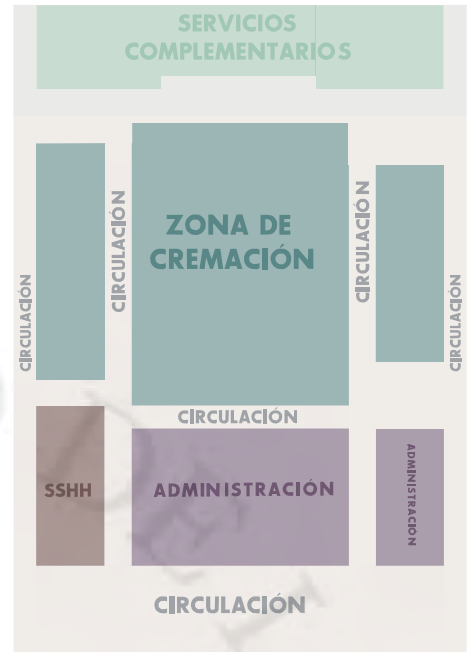 SERVICIOS
COMPLEMENTARIOS
CIRCULACIÓN
CIRCULACIÓN
ZONA DE
CREMACIÓN
CIRCULACIÓN
CIRCULACIÓN
CIRCULACIÓN
SSHH
ADMINISTRACIÓN
ADMINISTRACIÓN
CIRCULACIÓN